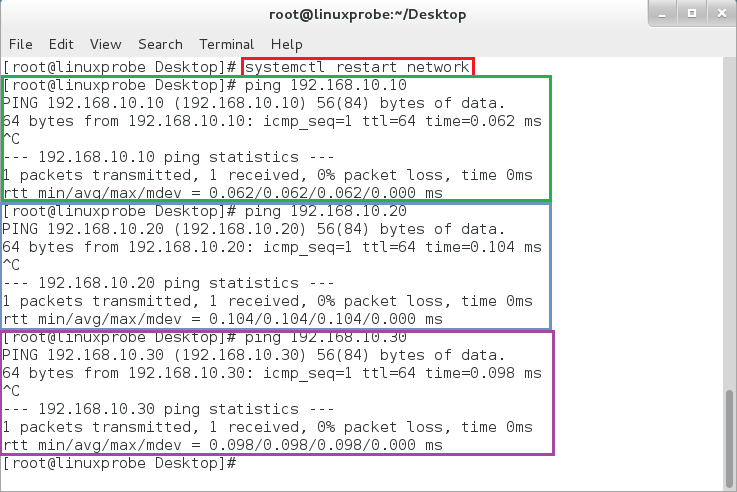 root@linuxprobe:~/Desktop
File Edit View Search Terminal Help
[root@linuxprobe Desktop]# systemctl restart network
[root@linuxprobe Desktop]# ping 192.168.10.10
PING 192.168.10.10 (192.168.10.10) 56(84) bytes of data.
64 bytes from 192.168.10.10: icmp_seq=1 ttl=64 time=0.062 ms
^C
--- 192.168.10.10 ping statistics ---
1 packets transmitted, 1 received, 0% packet loss, time 0ms
rtt min/avg/max/mdev = 0.062/0.062/0.062/0.000 ms
[root@linuxprobe Desktop]# ping 192.168.10.20
PING 192.168.10.20 (192.168.10.20) 56(84) bytes of data.
64 bytes from 192.168.10.20: icmp_seq=1 ttl=64 time=0.104 ms
^C
--- 192.168.10.20 ping statistics ---
1 packets transmitted, 1 received, 0% packet loss, time 0ms
rtt min/avg/max/mdev = 0.104/0.104/0.104/0.000 ms
[root@linuxprobe Desktop]# ping 192.168.10.30
PING 192.168.10.30 (192.168.10.30) 56(84) bytes of data.
64 bytes from 192.168.10.30: icmp_seq=1 ttl=64 time=0.098 ms
^C
--- 192.168.10.30 ping statistics ---
1 packets transmitted, 1 received, 0% packet loss, time 0ms
rtt min/avg/max/mdev = 0.098/0.098/0.098/0.000 ms
[root@linuxprobe Desktop]#